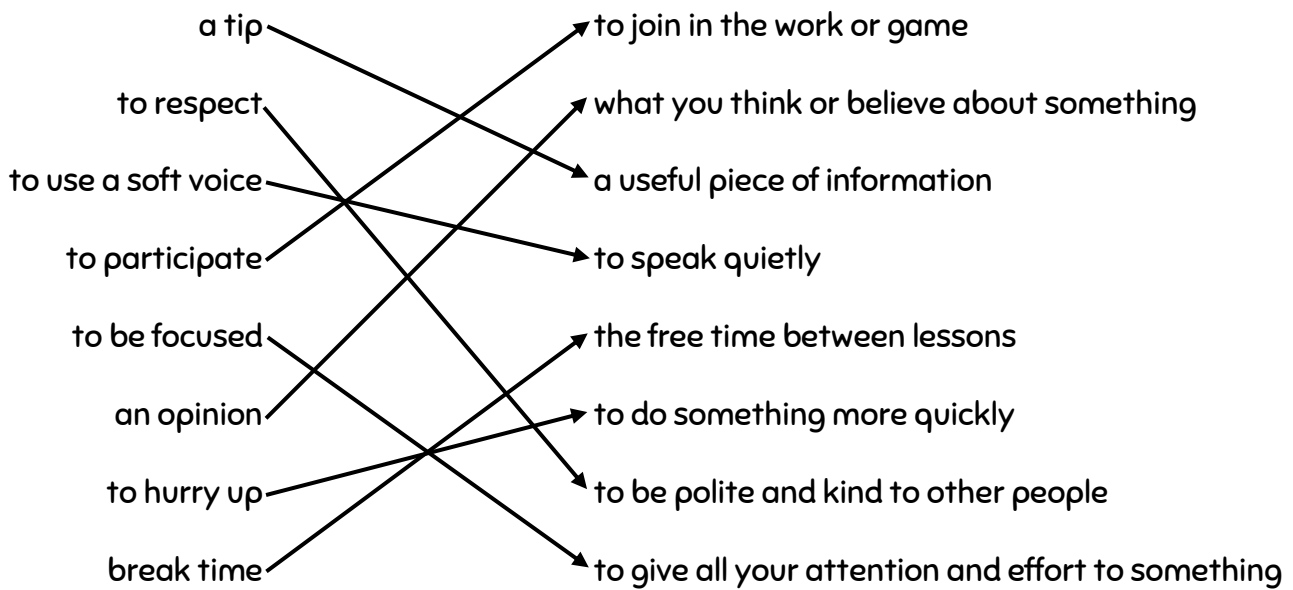 a tip
to join in the work or game
to respect
what you think or believe about something
to use a soft voice
a useful piece of information
to participate
to speak quietly
to be focused
the free time between lessons
an opinion
to do something more quickly
to hurry up
to be polite and kind to other people
break time
to give all your attention and effort to something